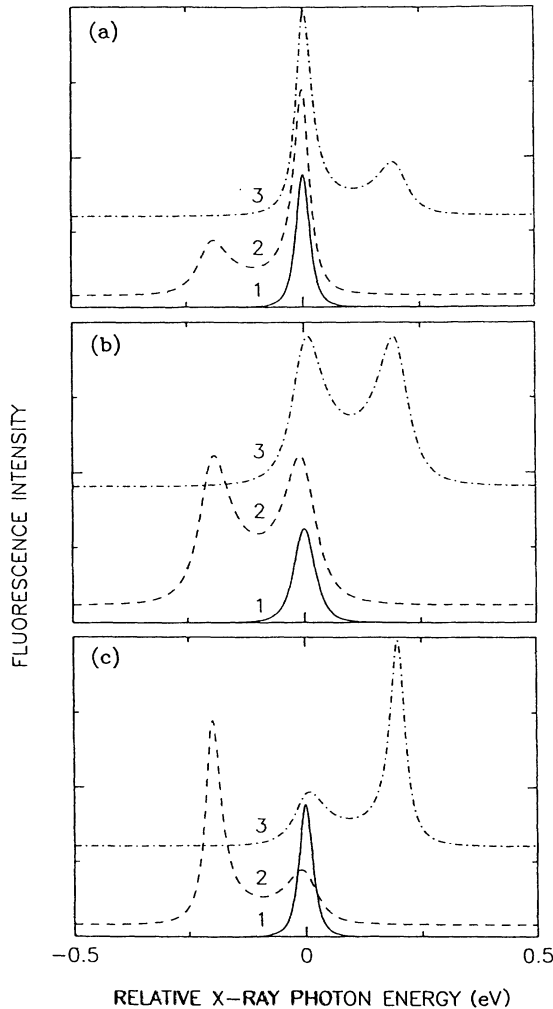 (a)
3
2
1
(b)
3
2
1
(c)
3
2
1
FLUORESCENCE INTENSITY
-0.5
0
0.5
RELATIVE X-RAY PHOTON ENERGY (eV)